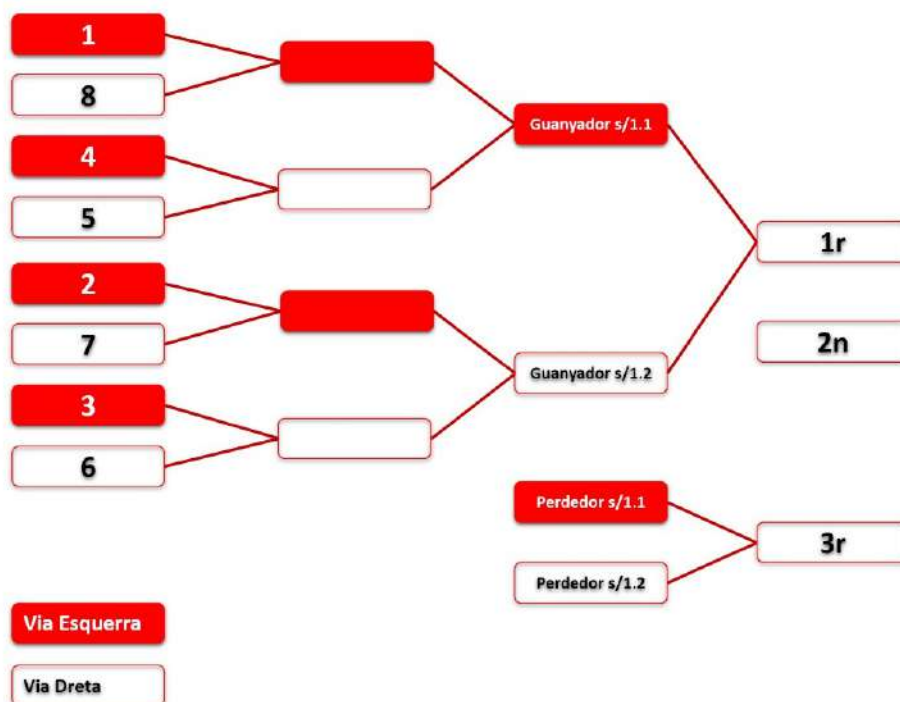 1
8
4
5
2
7
3
6
Guanyador s/1.1
Guanyador s/1.2
Perdedor s/1.1
Perdedor s/1.2
1r
2n
3r
Via Esquerra
Via Dreta